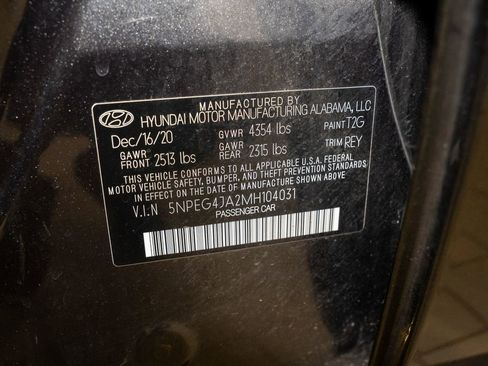 MANUFACTURED BY
HYUNDAI MOTOR MANUFACTURING ALABAMA, LLC
Dec/16/20 GVWR 4354 lbs PAINT T2G
GAWR FRONT 2513 lbs GAWR REAR 2315 lbs TRIM REY
THIS VEHICLE CONFORMS TO ALL APPLICABLE U.S.A. FEDERAL
MOTOR VEHICLE SAFETY, BUMPER, AND THEFT PREVENTION
STANDARDS IN EFFECT ON THE DATE OF MANUFACTURE SHOWN ABOVE.
V.I.N 5NPEG4JA2MH104031
PASSENGER CAR